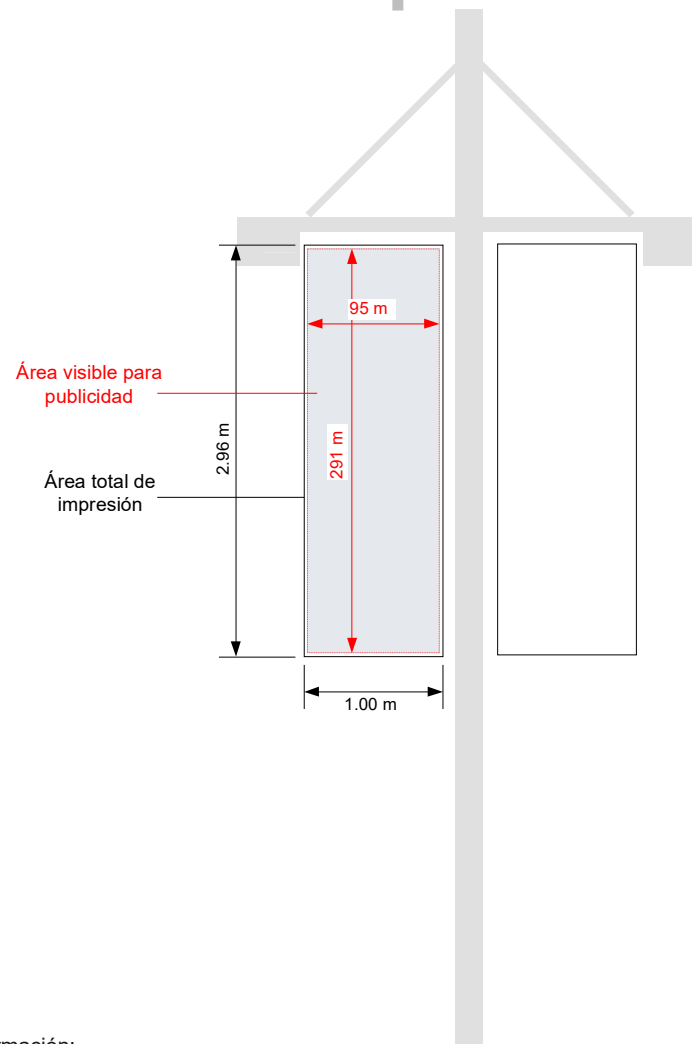 95 m
Área visible para
publicidad
2.96 m
291 m
Área total de
impresión
1.00 m